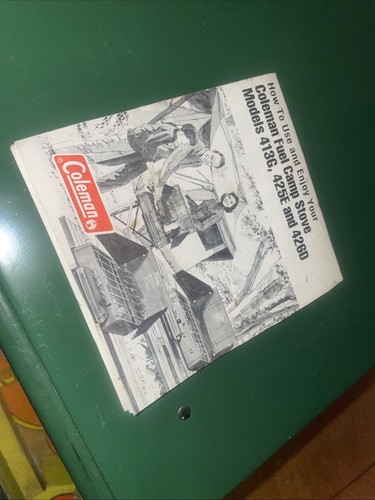 How To Use and Enjoy Your
Coleman Fuel Camp Stove
Models 413G, 425E and 426D
Coleman